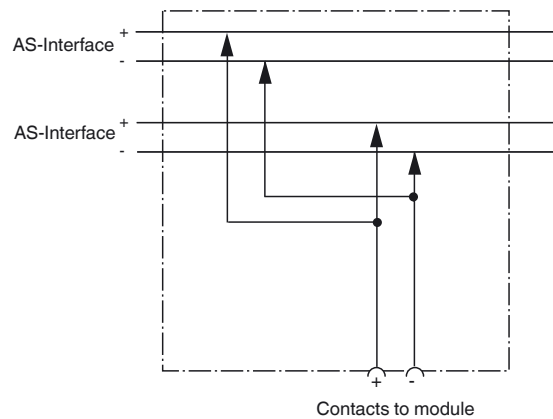 +
AS-Interface
-
+
AS-Interface
-
+ -
Contacts to module